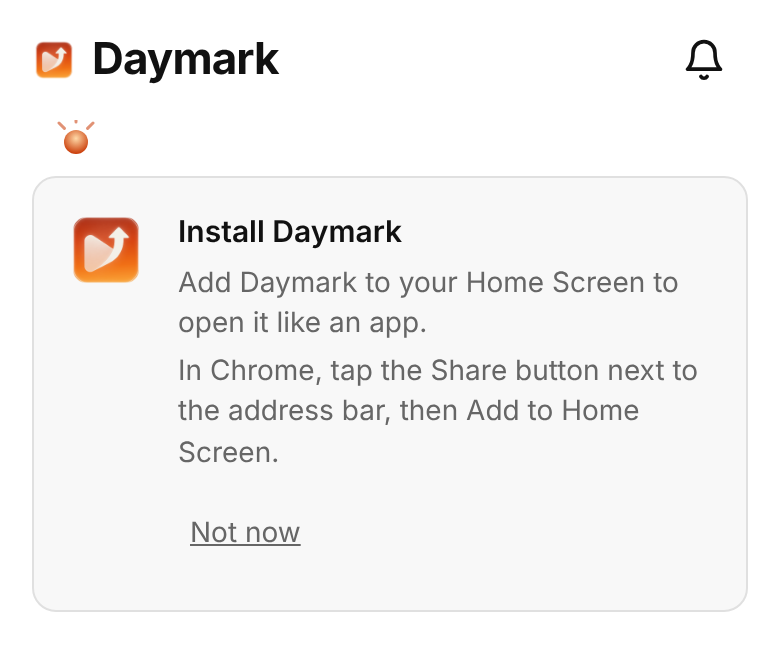 Daymark
Install Daymark
Add Daymark to your Home Screen to
open it like an app.
In Chrome, tap the Share button next to
the address bar, then Add to Home
Screen.
Not now